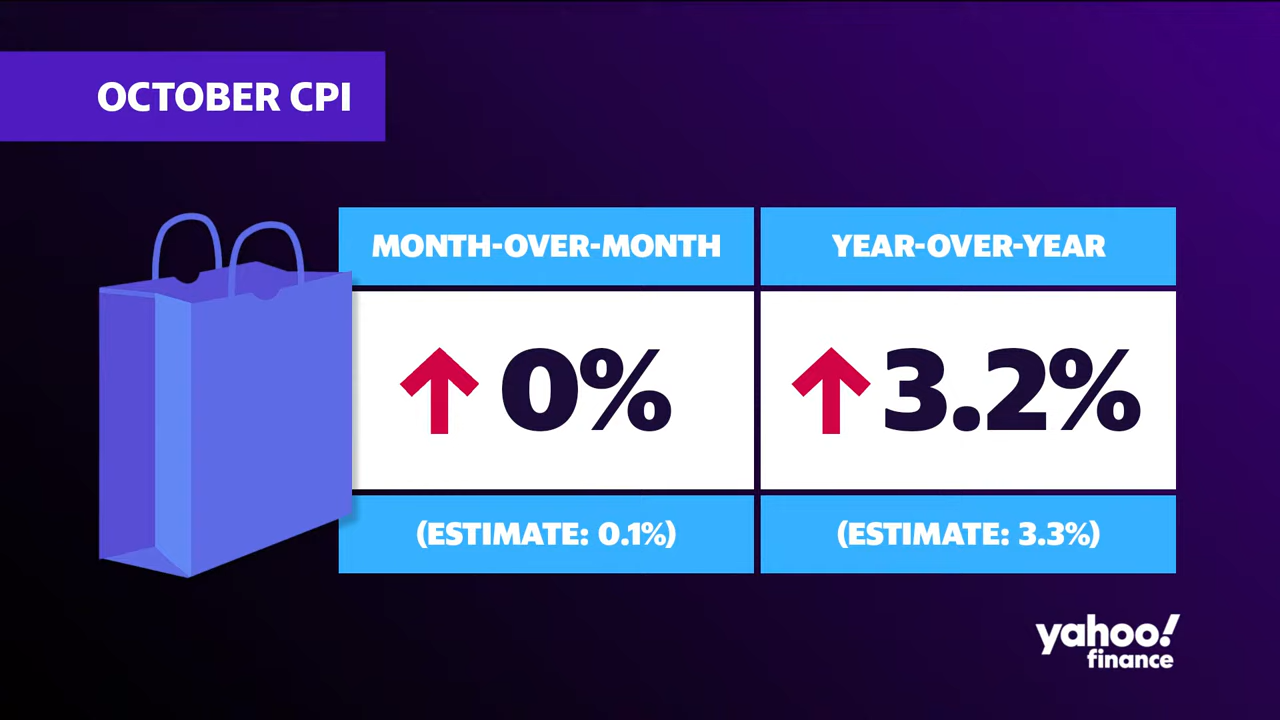 OCTOBER CPI
MONTH-OVER-MONTH
YEAR-OVER-YEAR
0%
3.2%
(ESTIMATE: 0.1%)
(ESTIMATE: 3.3%)
yahoo!
finance